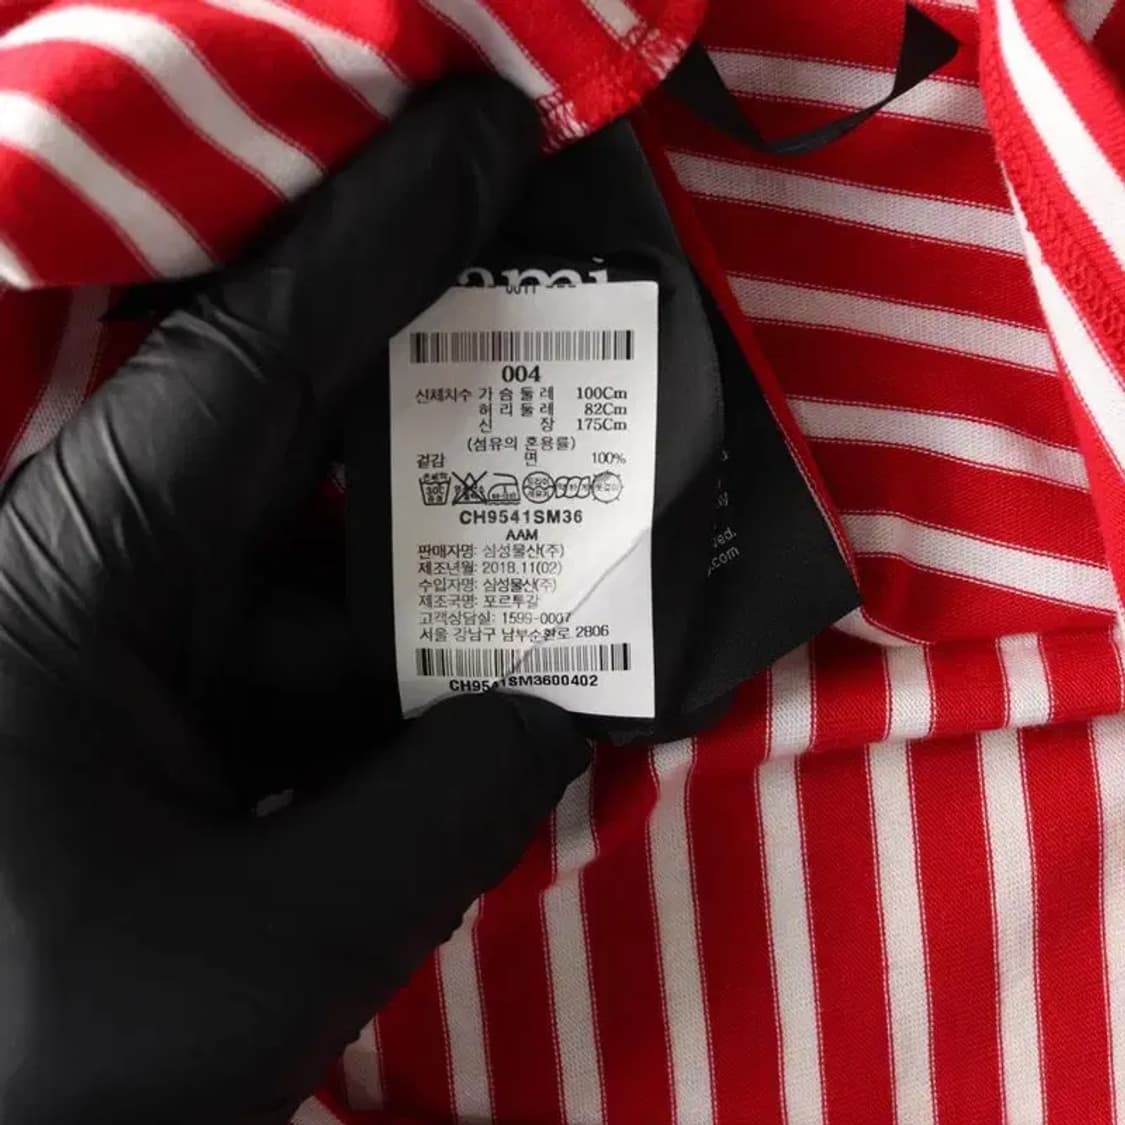 ami
004
신체치수 가 슴 둘 레 100Cm
허 리 둘 레 82Cm
신 장 175Cm
(섬유의 혼용률)
겉감 면 100%
CH9541SM36
AAM
판매자명: 삼성물산(주)
제조년월: 2018.11(02)
수입자명: 삼성물산(주)
제조국명: 포르투갈
고객상담실: 1599-0007
서울 강남구 남부순환로 2806
CH9541SM3600402